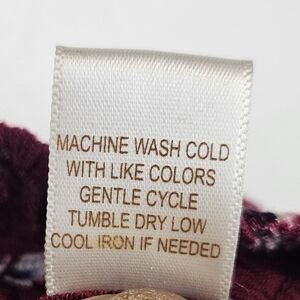 MACHINE WASH COLD
WITH LIKE COLORS
GENTLE CYCLE
TUMBLE DRY LOW
COOL IRON IF NEEDED